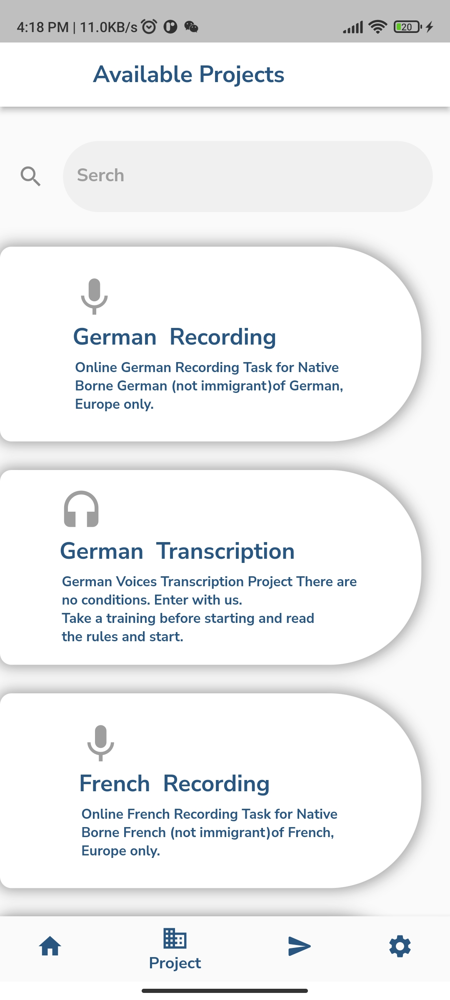 4:18 PM | 11.0KB/s
20
Available Projects
Serch
German  Recording
Online German Recording Task for Native
Borne German (not immigrant)of German,
Europe only.
German  Transcription
German Voices Transcription Project There are
no conditions. Enter with us.
Take a training before starting and read
the rules and start.
French  Recording
Online French Recording Task for Native
Borne French (not immigrant)of French,
Europe only.
Project